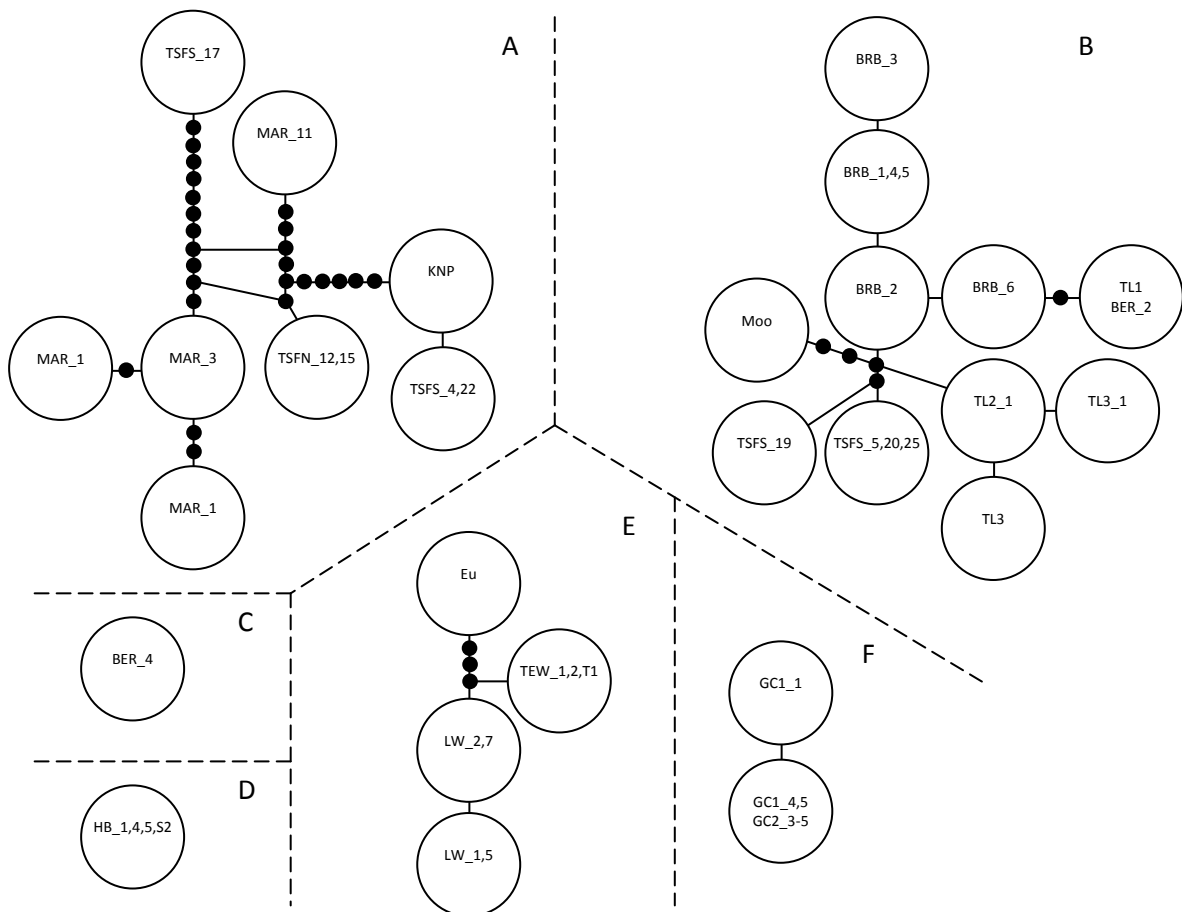 A
TSFS_17
MAR_11
KNP
MAR_1
MAR_3
TSFN_12,15
TSFS_4,22
MAR_1
B
BRB_3
BRB_1,4,5
BRB_2
BRB_6
TL1
BER_2
Moo
TL2_1
TL3_1
TSFS_19
TSFS_5,20,25
TL3
C
BER_4
D
HB_1,4,5,S2
E
Eu
TEW_1,2,T1
LW_2,7
LW_1,5
F
GC1_1
GC1_4,5
GC2_3-5